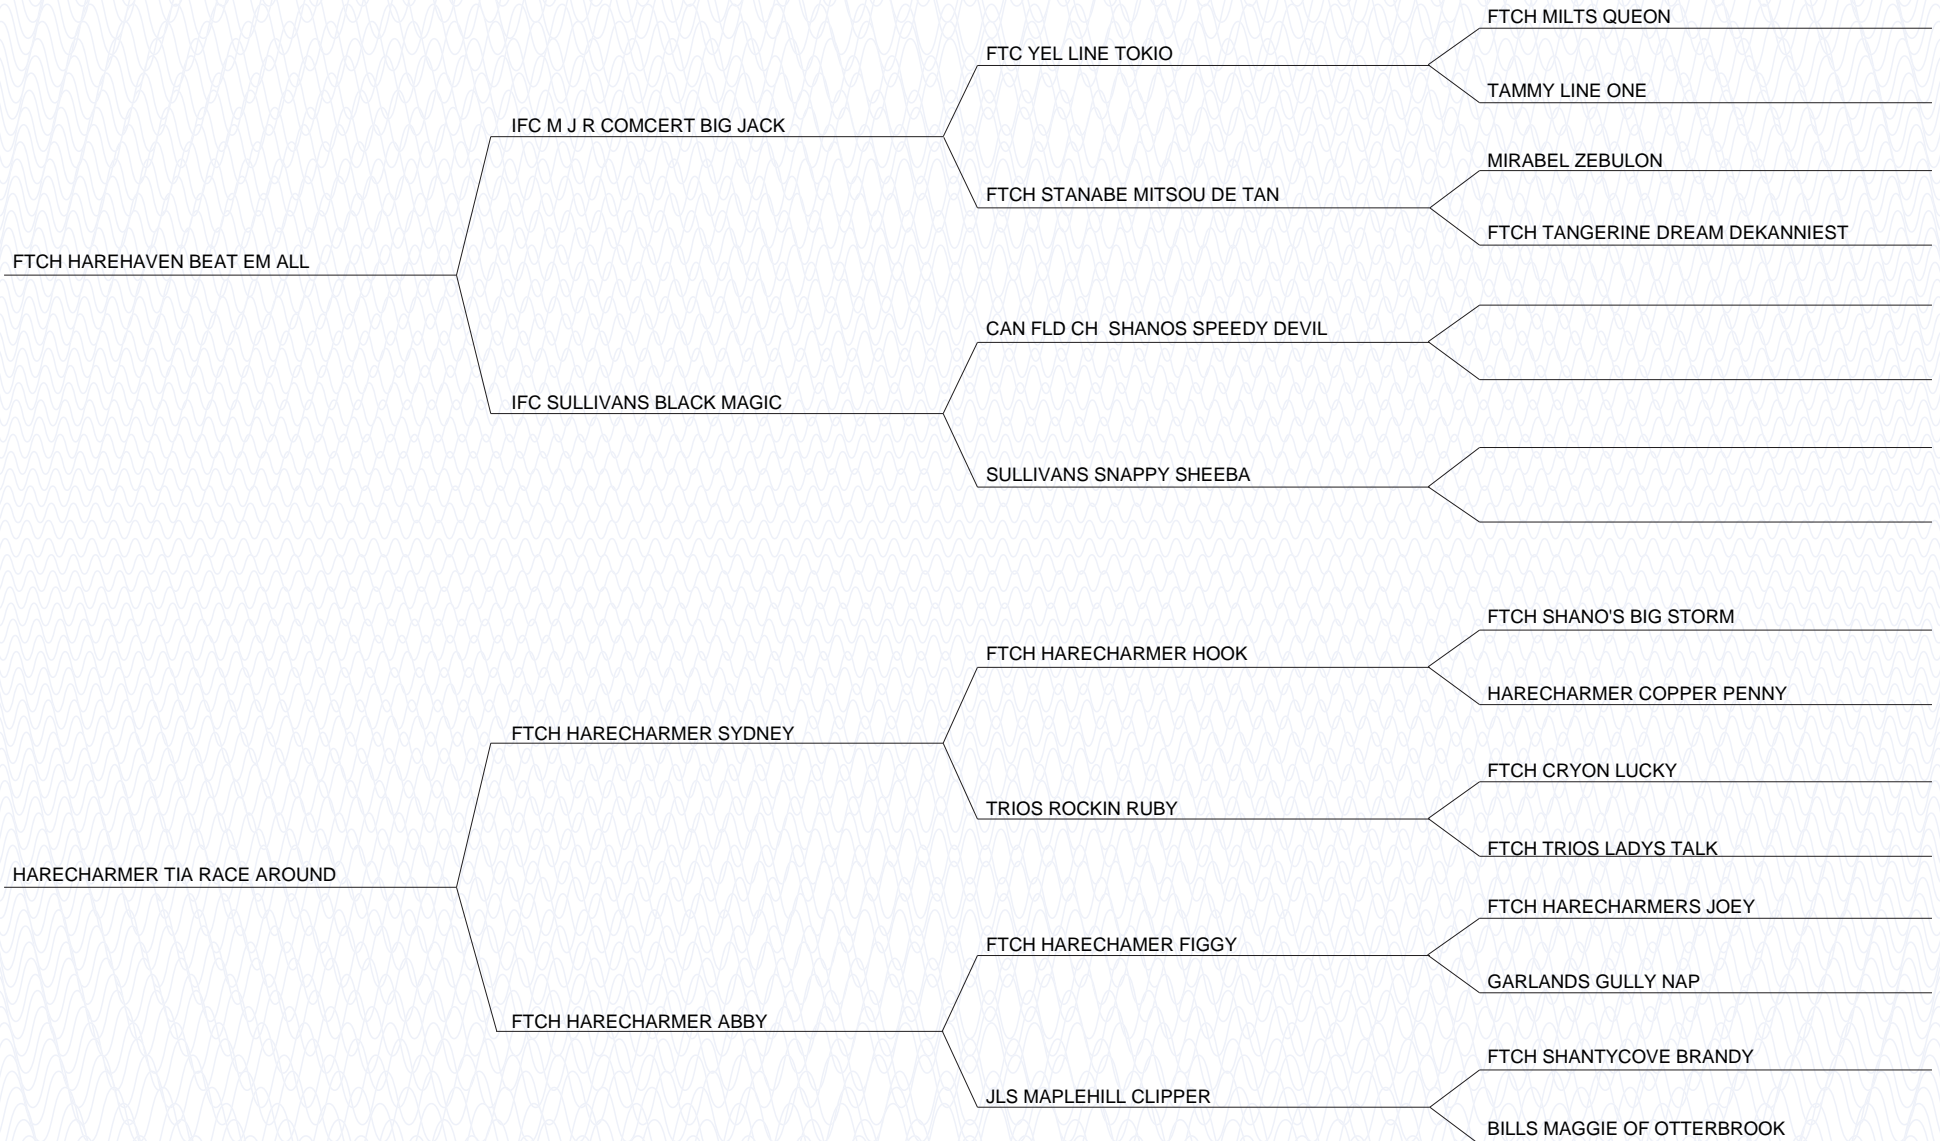 FTCH MILTS QUEON
FTC YEL LINE TOKIO
TAMMY LINE ONE
IFC M J R COMCERT BIG JACK
MIRABEL ZEBULON
FTCH STANABE MITSOU DE TAN
FTCH TANGERINE DREAM DEKANNIEST
FTCH HAREHAVEN BEAT EM ALL
CAN FLD CH  SHANOS SPEEDY DEVIL
IFC SULLIVANS BLACK MAGIC
SULLIVANS SNAPPY SHEEBA
FTCH SHANO'S BIG STORM
FTCH HARECHARMER HOOK
HARECHARMER COPPER PENNY
FTCH HARECHARMER SYDNEY
FTCH CRYON LUCKY
TRIOS ROCKIN RUBY
FTCH TRIOS LADYS TALK
HARECHARMER TIA RACE AROUND
FTCH HARECHARMERS JOEY
FTCH HARECHAMER FIGGY
GARLANDS GULLY NAP
FTCH HARECHARMER ABBY
FTCH SHANTYCOVE BRANDY
JLS MAPLEHILL CLIPPER
BILLS MAGGIE OF OTTERBROOK